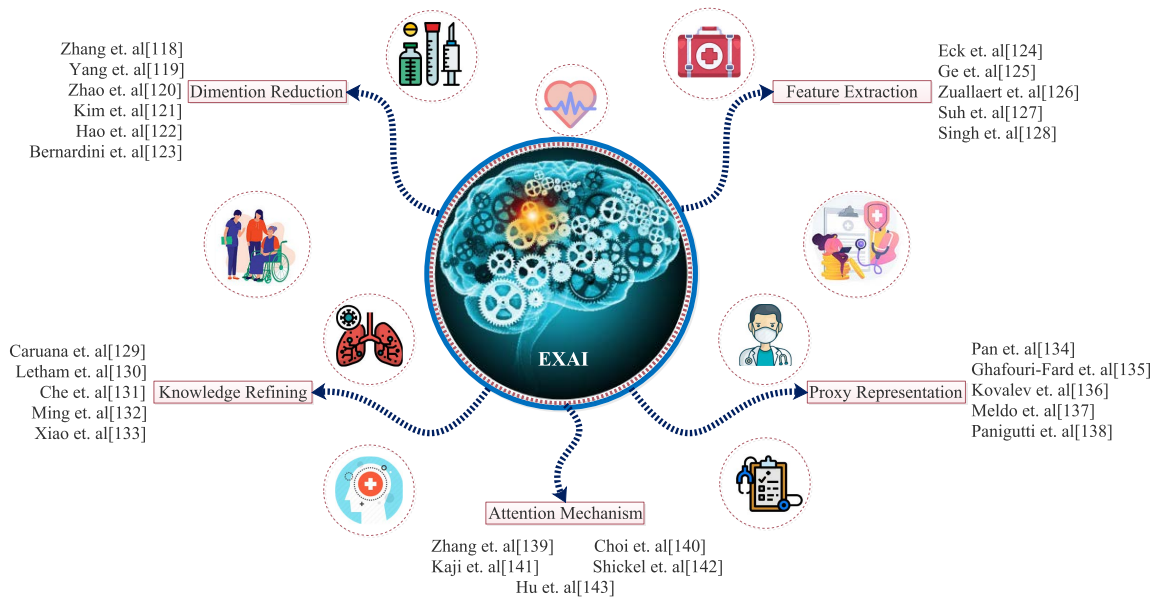 Zhang et. al[118]
Yang et. al[119]
Zhao et. al[120]
Kim et. al[121]
Hao et. al[122]
Bernardini et. al[123]
Dimention Reduction
Feature Extraction
Eck et. al[124]
Ge et. al[125]
Zuallaert et. al[126]
Suh et. al[127]
Singh et. al[128]
EXAI
Caruana et. al[129]
Letham et. al[130]
Che et. al[131]
Ming et. al[132]
Xiao et. al[133]
Knowledge Refining
Proxy Representation
Pan et. al[134]
Ghafouri-Fard et. al[135]
Kovalev et. al[136]
Meldo et. al[137]
Panigutti et. al[138]
Attention Mechanism
Zhang et. al[139] Choi et. al[140]
Kaji et. al[141] Shickel et. al[142]
Hu et. al[143]